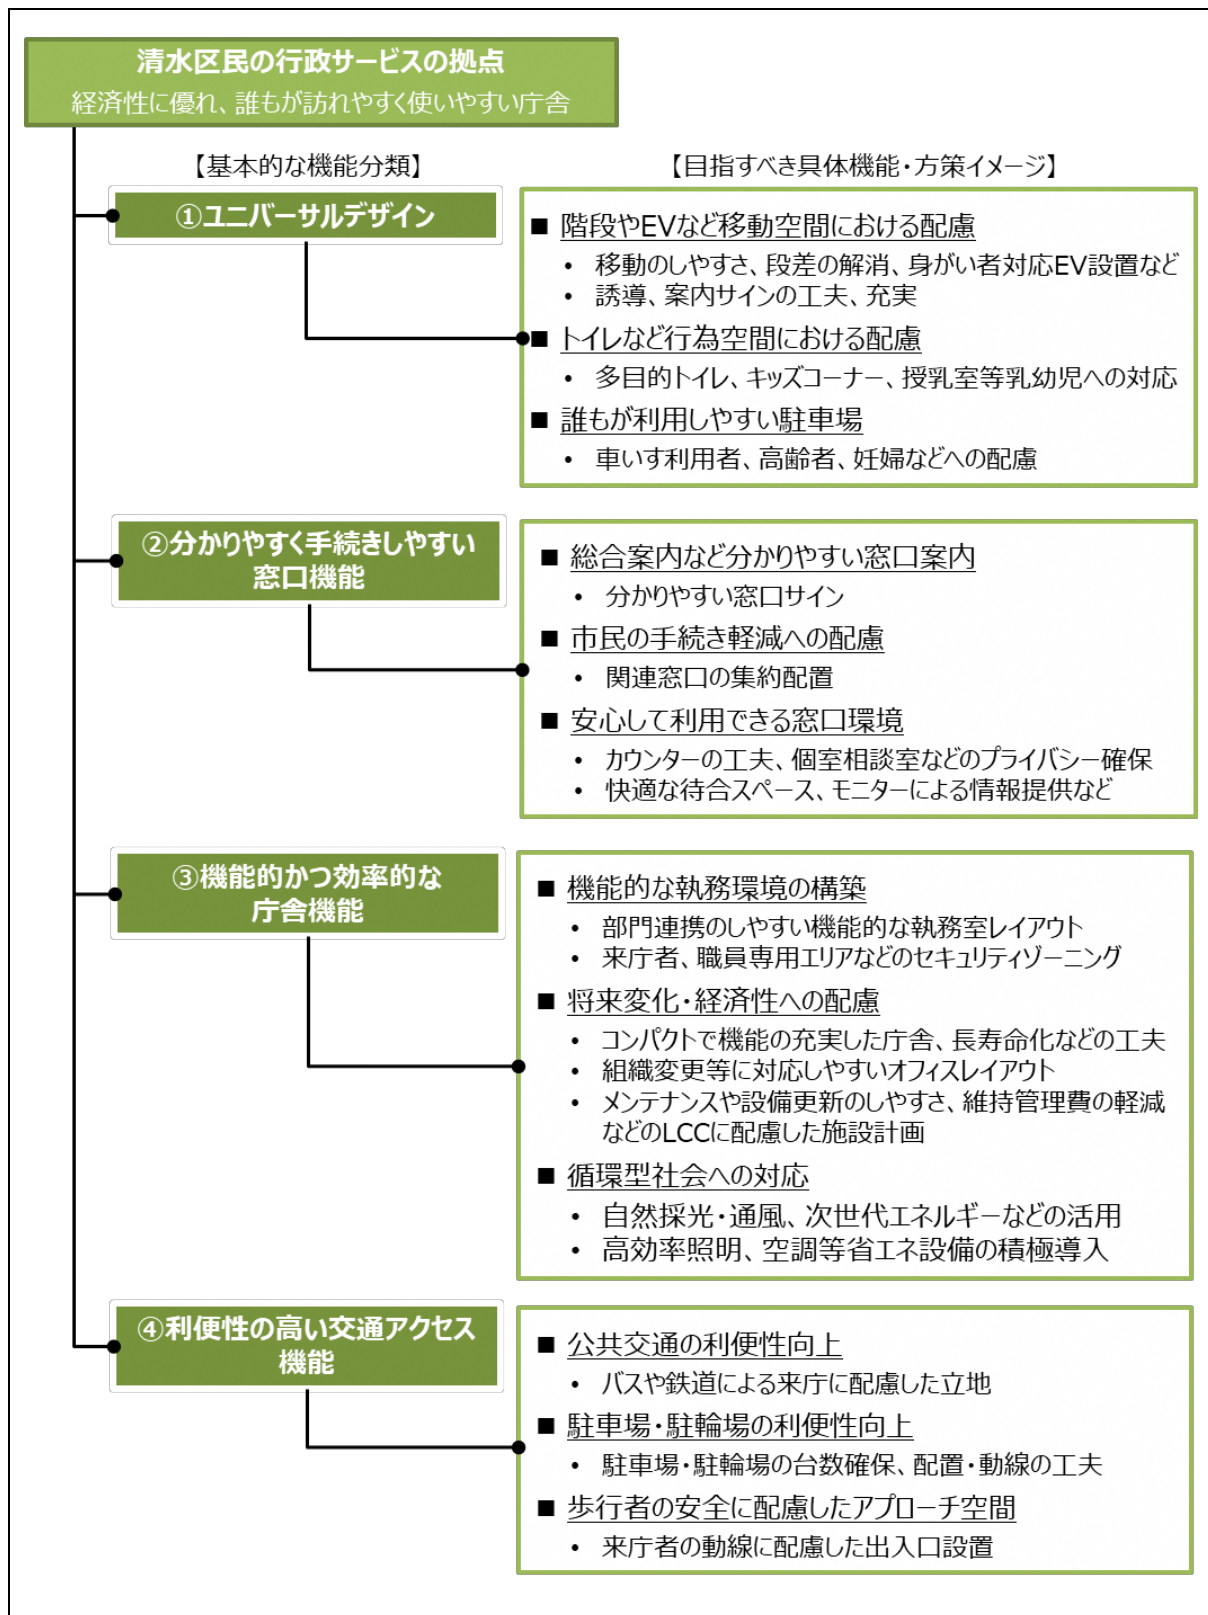 清水区民の行政サービスの拠点
経済性に優れ、誰もが訪れやすく使いやすい庁舎
【基本的な機能分類】
【目指すべき具体機能・方策イメージ】
①ユニバーサルデザイン
■ 階段やEVなど移動空間における配慮
• 移動のしやすさ、段差の解消、身がい者対応EV設置など
• 誘導、案内サインの工夫、充実
■ トイレなど行為空間における配慮
• 多目的トイレ、キッズコーナー、授乳室等乳幼児への対応
■ 誰もが利用しやすい駐車場
• 車いす利用者、高齢者、妊婦などへの配慮
②分かりやすく手続きしやすい
窓口機能
■ 総合案内など分かりやすい窓口案内
• 分かりやすい窓口サイン
■ 市民の手続き軽減への配慮
• 関連窓口の集約配置
■ 安心して利用できる窓口環境
• カウンターの工夫、個室相談室などのプライバシー確保
• 快適な待合スペース、モニターによる情報提供など
③機能的かつ効率的な
庁舎機能
■ 機能的な執務環境の構築
• 部門連携のしやすい機能的な執務室レイアウト
• 来庁者、職員専用エリアなどのセキュリティゾーニング
■ 将来変化・経済性への配慮
• コンパクトで機能の充実した庁舎、長寿命化などの工夫
• 組織変更等に対応しやすいオフィスレイアウト
• メンテナンスや設備更新のしやすさ、維持管理費の軽減
などのLCCに配慮した施設計画
■ 循環型社会への対応
• 自然採光・通風、次世代エネルギーなどの活用
• 高効率照明、空調等省エネ設備の積極導入
④利便性の高い交通アクセス
機能
■ 公共交通の利便性向上
• バスや鉄道による来庁に配慮した立地
■ 駐車場・駐輪場の利便性向上
• 駐車場・駐輪場の台数確保、配置・動線の工夫
■ 歩行者の安全に配慮したアプローチ空間
• 来庁者の動線に配慮した出入口設置